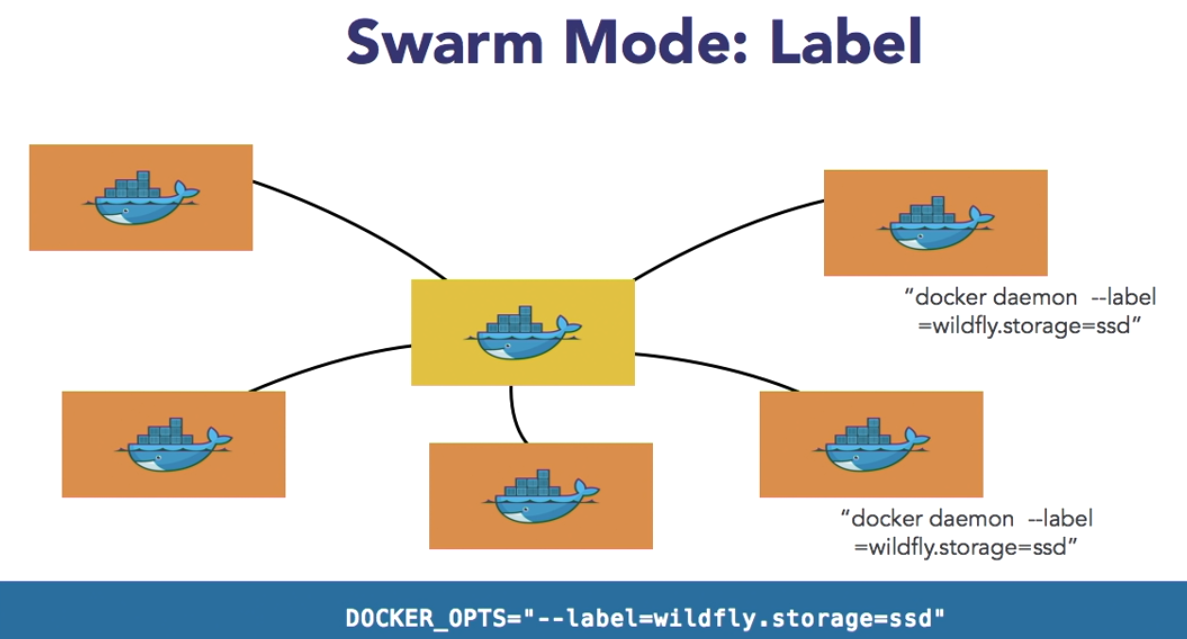 Swarm Mode: Label
“docker daemon  --label
=wildfly.storage=ssd”
“docker daemon  --label
=wildfly.storage=ssd”
DOCKER_OPTS="--label=wildfly.storage=ssd"